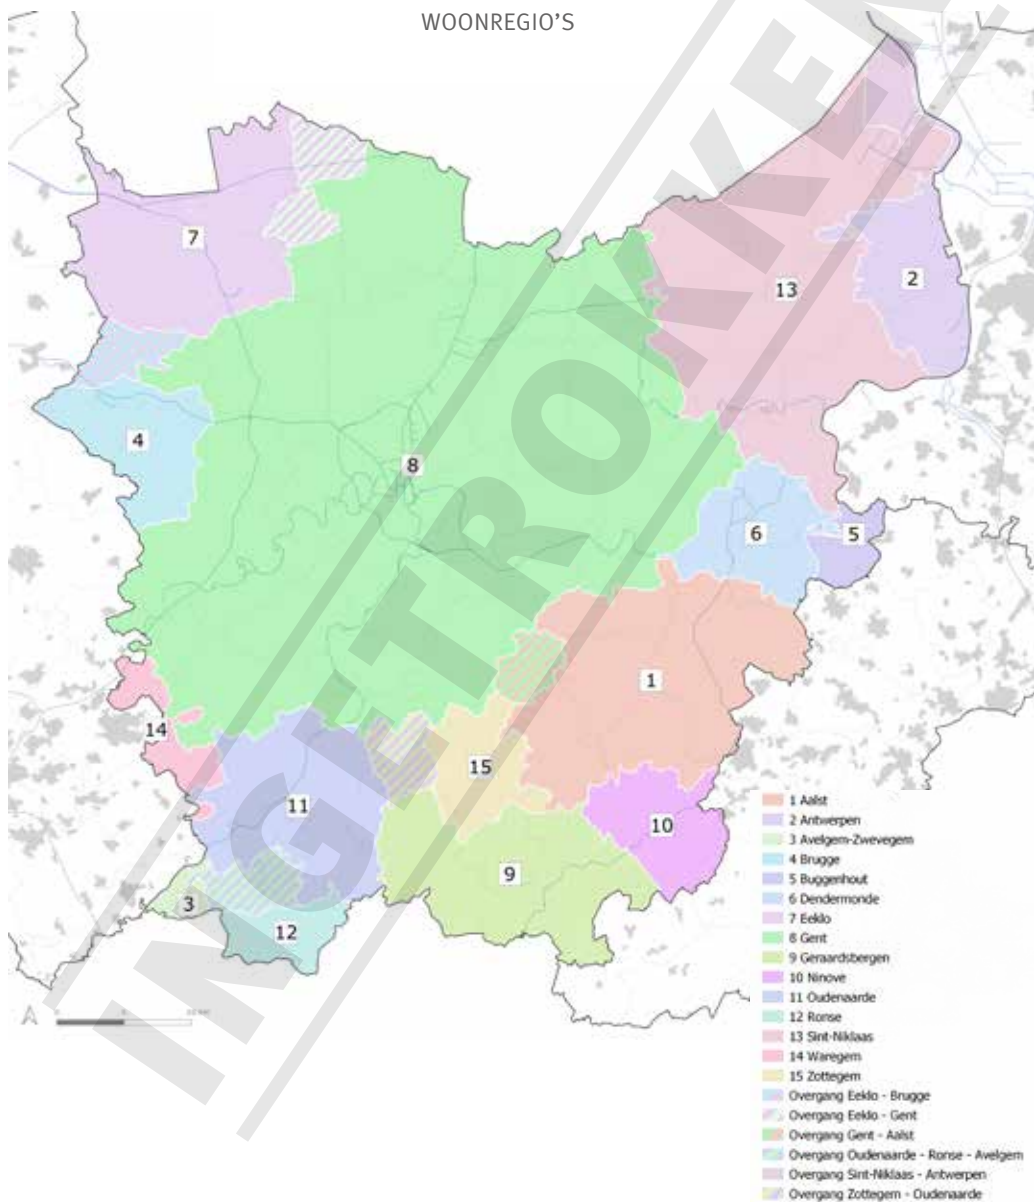 WOONREGIO'S
INGETROKKEN
7
13
2
4
8
6
5
1
14
15
11
10
9
3
12
1 Aalst
2 Antwerpen
3 Avelgem-Zwevegem
4 Brugge
5 Buggenhout
6 Dendermonde
7 Eeklo
8 Gent
9 Geraardsbergen
10 Ninove
11 Oudenaarde
12 Ronse
13 Sint-Niklaas
14 Waregem
15 Zottegem
Overgang Eeklo - Brugge
Overgang Eeklo - Gent
Overgang Gent - Aalst
Overgang Oudenaarde - Ronse - Avelgem
Overgang Sint-Niklaas - Antwerpen
Overgang Zottegem - Oudenaarde